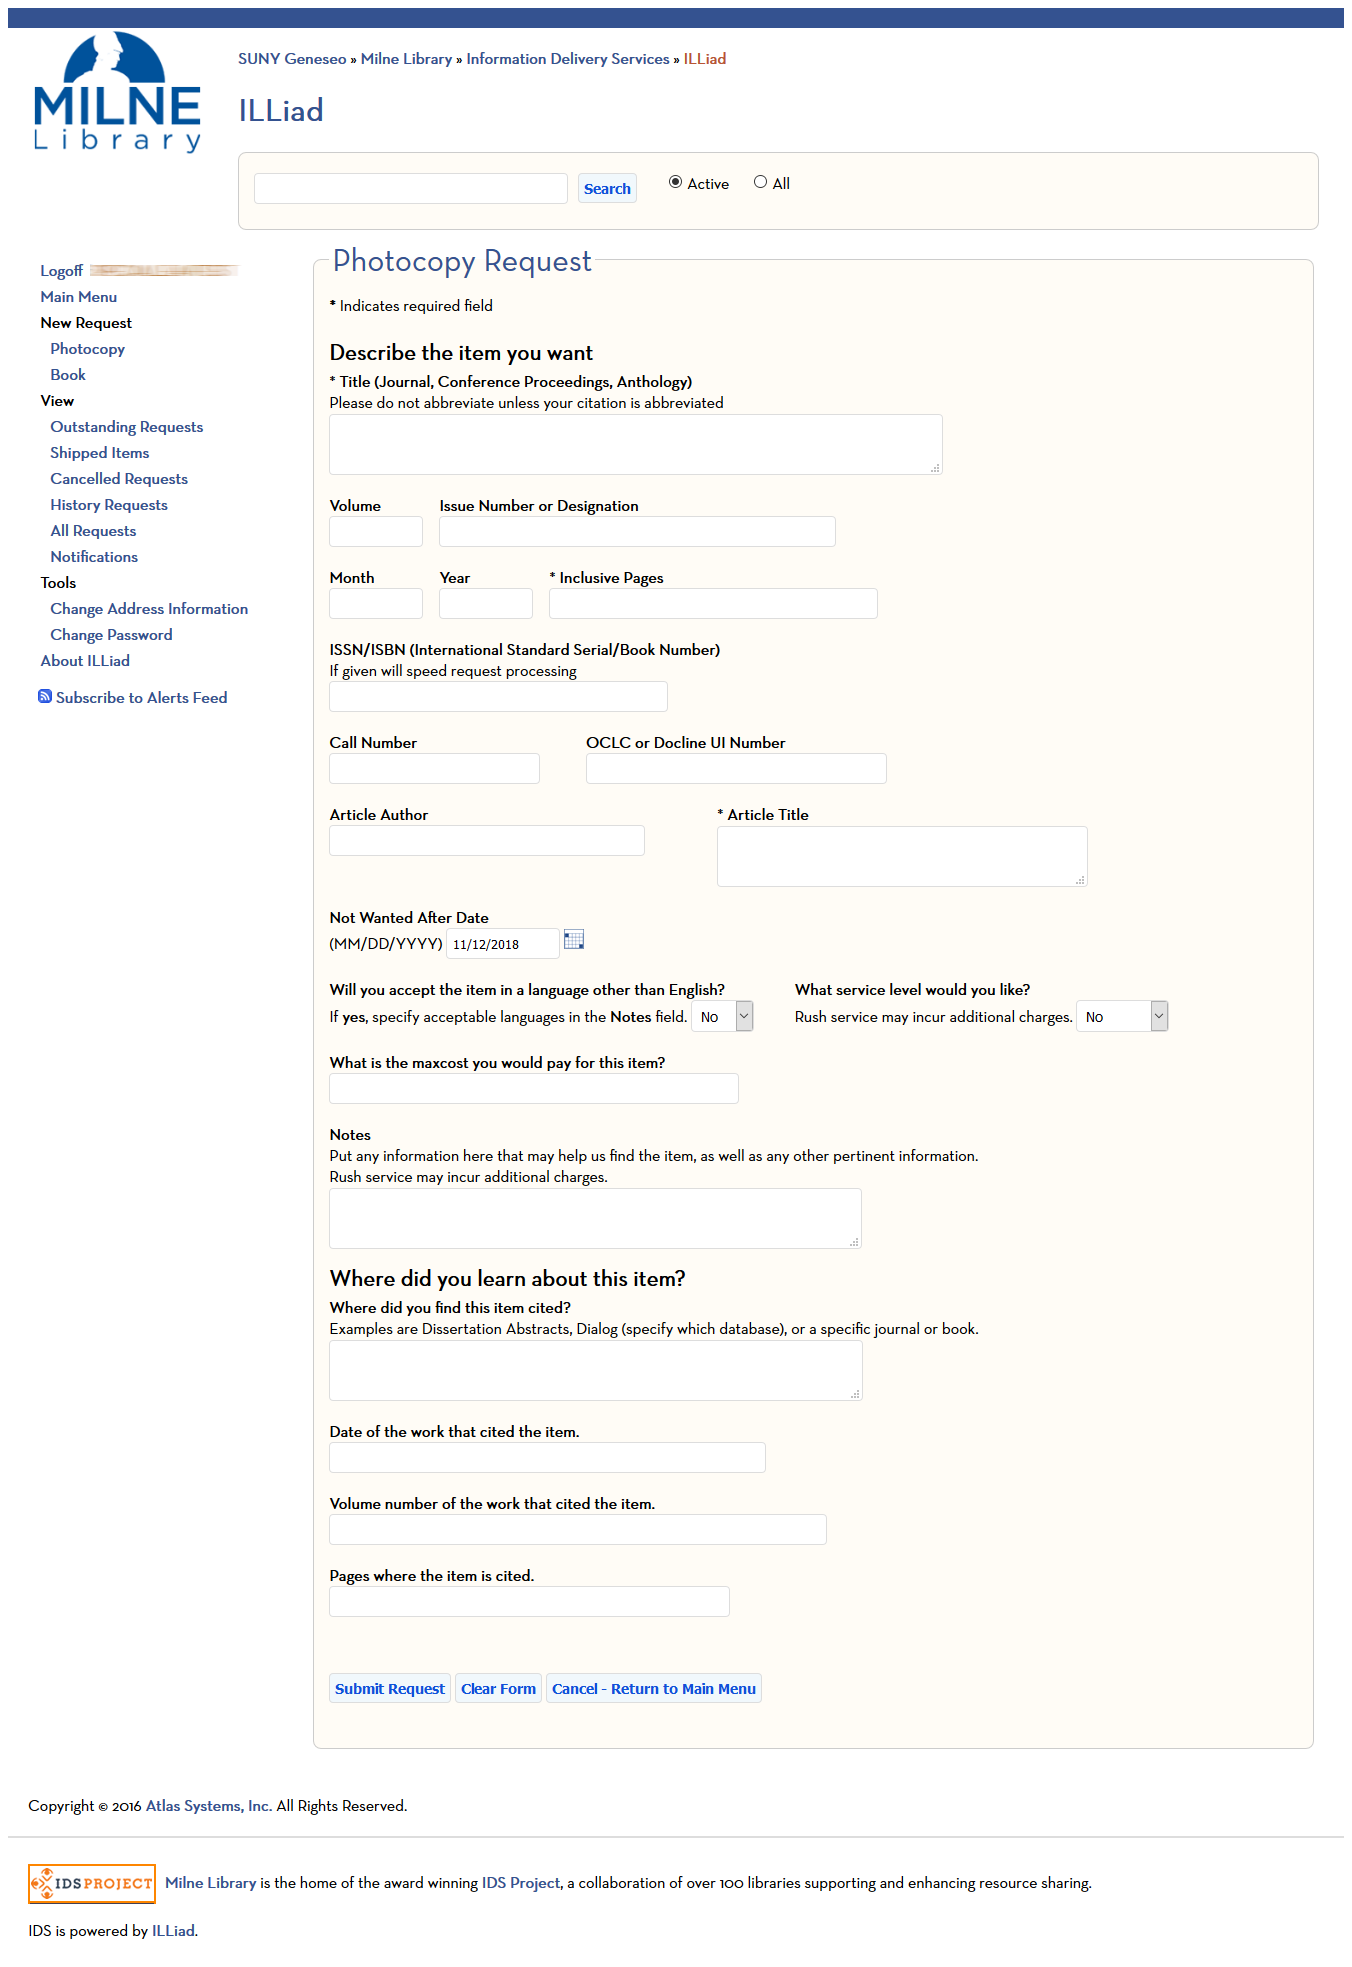 MILNE
Library
SUNY Geneseo » Milne Library » Information Delivery Services » ILLiad
ILLiad
Search
Active
All
Logoff
Main Menu
New Request
Photocopy
Book
View
Outstanding Requests
Shipped Items
Cancelled Requests
History Requests
All Requests
Notifications
Tools
Change Address Information
Change Password
About ILLiad
Subscribe to Alerts Feed
Photocopy Request
* Indicates required field
Describe the item you want
* Title (Journal, Conference Proceedings, Anthology)
Please do not abbreviate unless your citation is abbreviated
Volume
Issue Number or Designation
Month
Year
* Inclusive Pages
ISSN/ISBN (International Standard Serial/Book Number)
If given will speed request processing
Call Number
OCLC or Docline UI Number
Article Author
* Article Title
Not Wanted After Date
(MM/DD/YYYY) 11/12/2018
Will you accept the item in a language other than English?
If yes, specify acceptable languages in the Notes field. No
What service level would you like?
Rush service may incur additional charges. No
What is the maxcost you would pay for this item?
Notes
Put any information here that may help us find the item, as well as any other pertinent information.
Rush service may incur additional charges.
Where did you learn about this item?
Where did you find this item cited?
Examples are Dissertation Abstracts, Dialog (specify which database), or a specific journal or book.
Date of the work that cited the item.
Volume number of the work that cited the item.
Pages where the item is cited.
Submit Request
Clear Form
Cancel - Return to Main Menu
Copyright © 2016 Atlas Systems, Inc. All Rights Reserved.
IDS PROJECT
Milne Library is the home of the award winning IDS Project, a collaboration of over 100 libraries supporting and enhancing resource sharing.
IDS is powered by ILLiad.